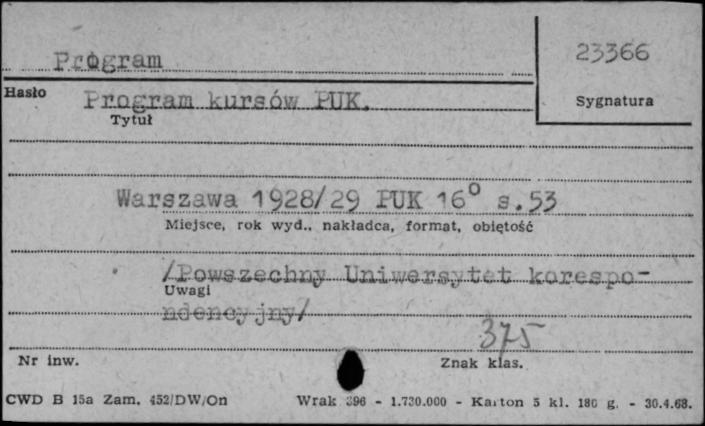 Program
23366
Hasło
Program kursów PUK.
Sygnatura
Tytuł
Warszawa 1928/29 PUK 16° s.53
Miejsce, rok wyd., nakładca, format, objętość
/Powszechny Uniwersytet korespo-
Uwagi
ndencyjny/
375
Nr inw.
Znak klas.
CWD B 15a Zam. 452/DW/On Wrak 396 - 1.730.000 - Karton 5 kl. 180 g. - 30.4.68.